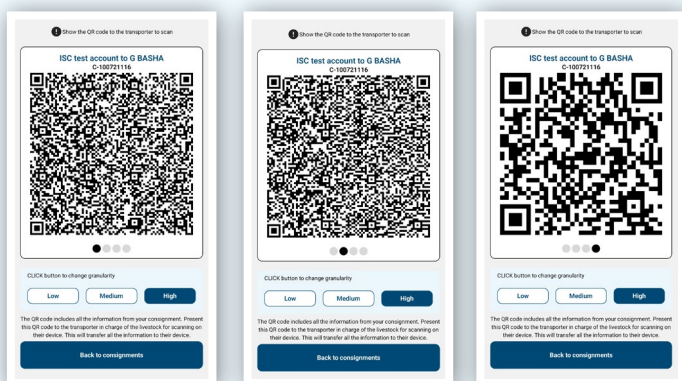 ! Show the QR code to the transporter to scan
ISC test account to G BASHA
C-100721116
CLICK button to change granularity
Low Medium High
The QR code includes all the information from your consignment. Present
this QR code to the transporter in charge of the livestock for scanning on
their device. This will transfer all the information to their device.
Back to consignments
! Show the QR code to the transporter to scan
ISC test account to G BASHA
C-100721116
CLICK button to change granularity
Low Medium High
The QR code includes all the information from your consignment. Present
this QR code to the transporter in charge of the livestock for scanning on
their device. This will transfer all the information to their device.
Back to consignments
! Show the QR code to the transporter to scan
ISC test account to G BASHA
C-100721116
CLICK button to change granularity
Low Medium High
The QR code includes all the information from your consignment. Present
this QR code to the transporter in charge of the livestock for scanning on
their device. This will transfer all the information to their device.
Back to consignments